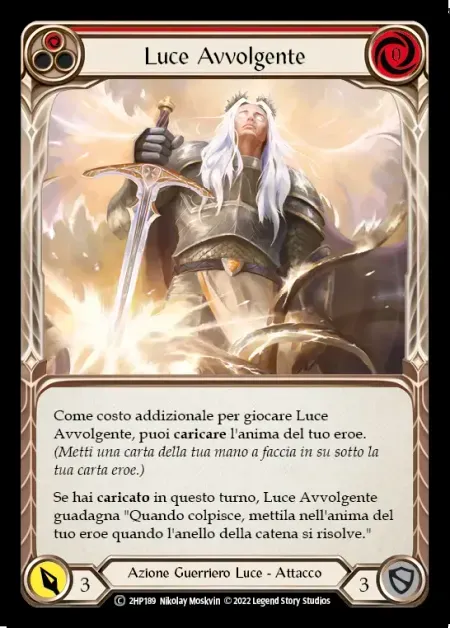 Luce Avvolgente
0
Come costo addizionale per giocare Luce
Avvolgente, puoi caricare l'anima del tuo eroe.
(Metti una carta della tua mano a faccia in su sotto la
tua carta eroe.)
Se hai caricato in questo turno, Luce Avvolgente
guadagna "Quando colpisce, mettila nell'anima del
tuo eroe quando l'anello della catena si risolve."
3
Azione Guerriero Luce - Attacco
3
C 2HP189 Nikolay Moskvin © 2022 Legend Story Studios